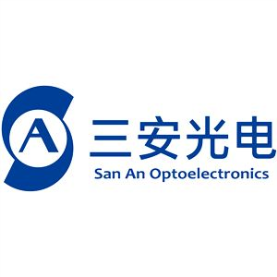 A
三安光电
San An Optoelectronics